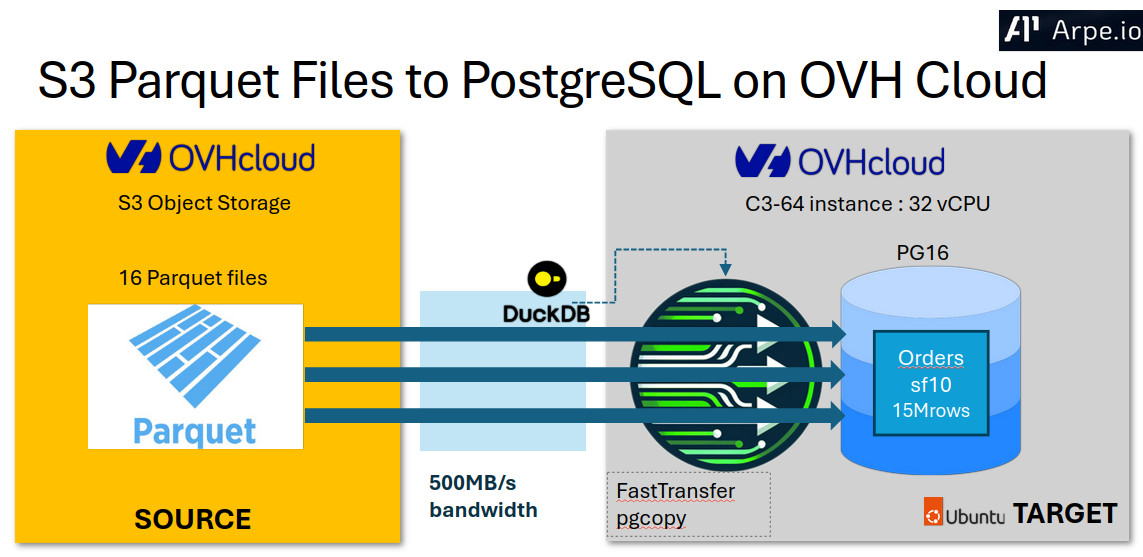 Arpe.io
S3 Parquet Files to PostgreSQL on OVH Cloud
OVHcloud
S3 Object Storage
16 Parquet files
Parquet
SOURCE
DuckDB
500MB/s
bandwidth
OVHcloud
C3-64 instance : 32 vCPU
PG16
Orders
sf10
15Mrows
FastTransfer
pgcopy
Ubuntu
TARGET